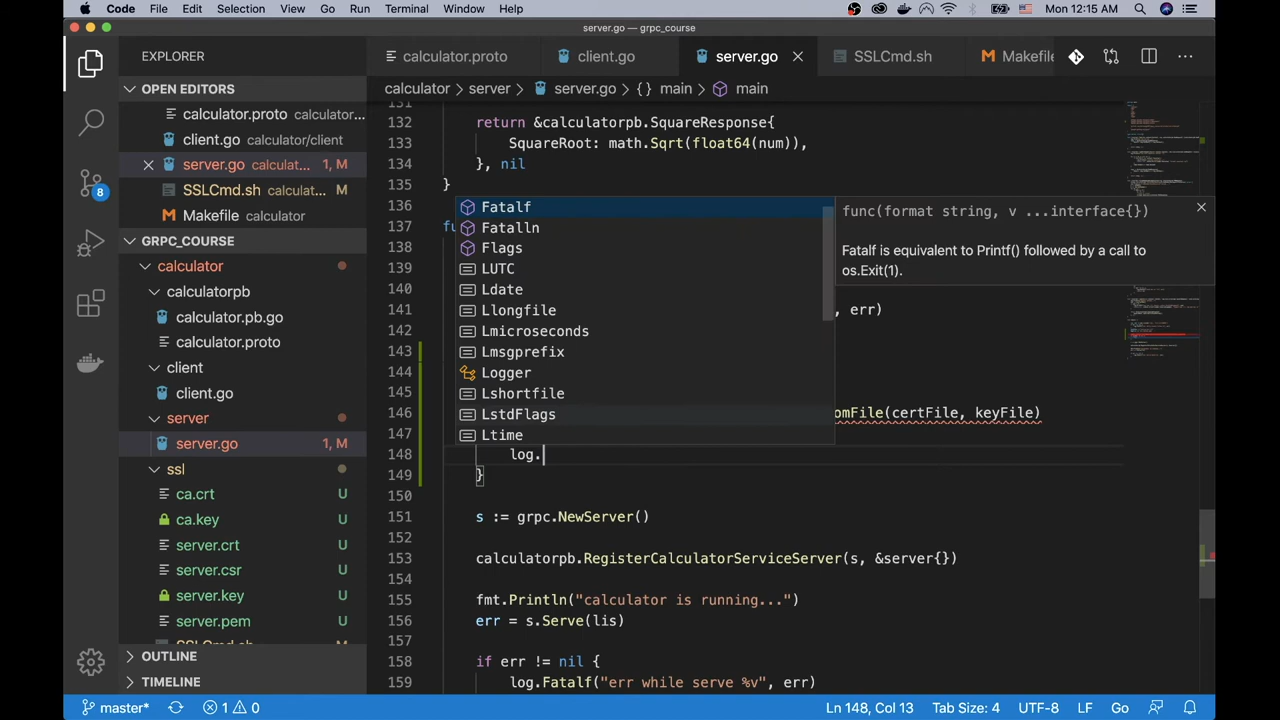 Code File Edit Selection View Go Run Terminal Window Help Mon 12:15 AM
server.go — grpc_course
EXPLORER
OPEN EDITORS
calculator.proto calculator...
client.go calculator/client
server.go calculat... 1, M
SSLCmd.sh calculat... M
Makefile calculator
8
GRPC_COURSE
calculator
calculatorpb
calculator.pb.go
calculator.proto
client
client.go
server
server.go 1, M
ssl
ca.crt U
ca.key U
server.crt U
server.csr U
server.key U
server.pem U
OUTLINE
TIMELINE
calculator.proto client.go server.go SSLCmd.sh Makefile
calculator > server > server.go > {} main > main
131
132 return &calculatorpb.SquareResponse{
133 SquareRoot: math.Sqrt(float64(num)),
134 }, nil
135 }
136
137 fu
138
139
140
141 , err)
142
143
144
145
146 omFile(certFile, keyFile)
147
148 log.
149 }
150
151 s := grpc.NewServer()
152
153 calculatorpb.RegisterCalculatorServiceServer(s, &server{})
154
155 fmt.Println("calculator is running...")
156 err = s.Serve(lis)
157
158 if err != nil {
159 log.Fatalf("err while serve %v", err)
Fatalf
Fatalln
Flags
LUTC
Ldate
Llongfile
Lmicroseconds
Lmsgprefix
Logger
Lshortfile
LstdFlags
Ltime
func(format string, v ...interface{})
Fatalf is equivalent to Printf() followed by a call to
os.Exit(1).
master* 1 0 Ln 148, Col 13 Tab Size: 4 UTF-8 LF Go